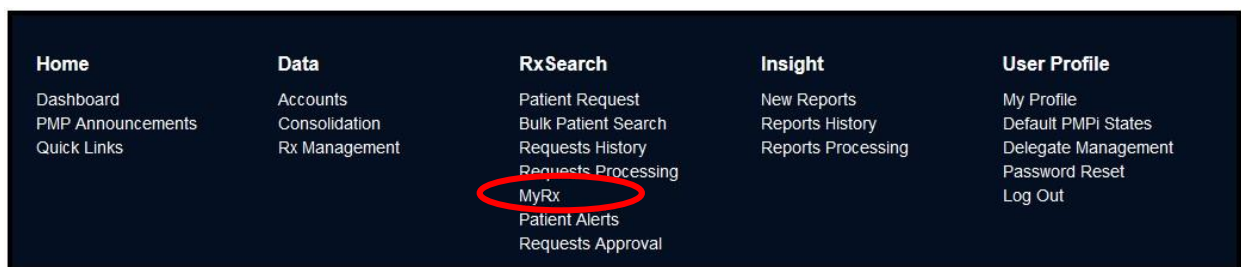 Home
Dashboard
PMP Announcements
Quick Links
Data
Accounts
Consolidation
Rx Management
RxSearch
Patient Request
Bulk Patient Search
Requests History
Requests Processing
MyRx
Patient Alerts
Requests Approval
Insight
New Reports
Reports History
Reports Processing
User Profile
My Profile
Default PMPi States
Delegate Management
Password Reset
Log Out